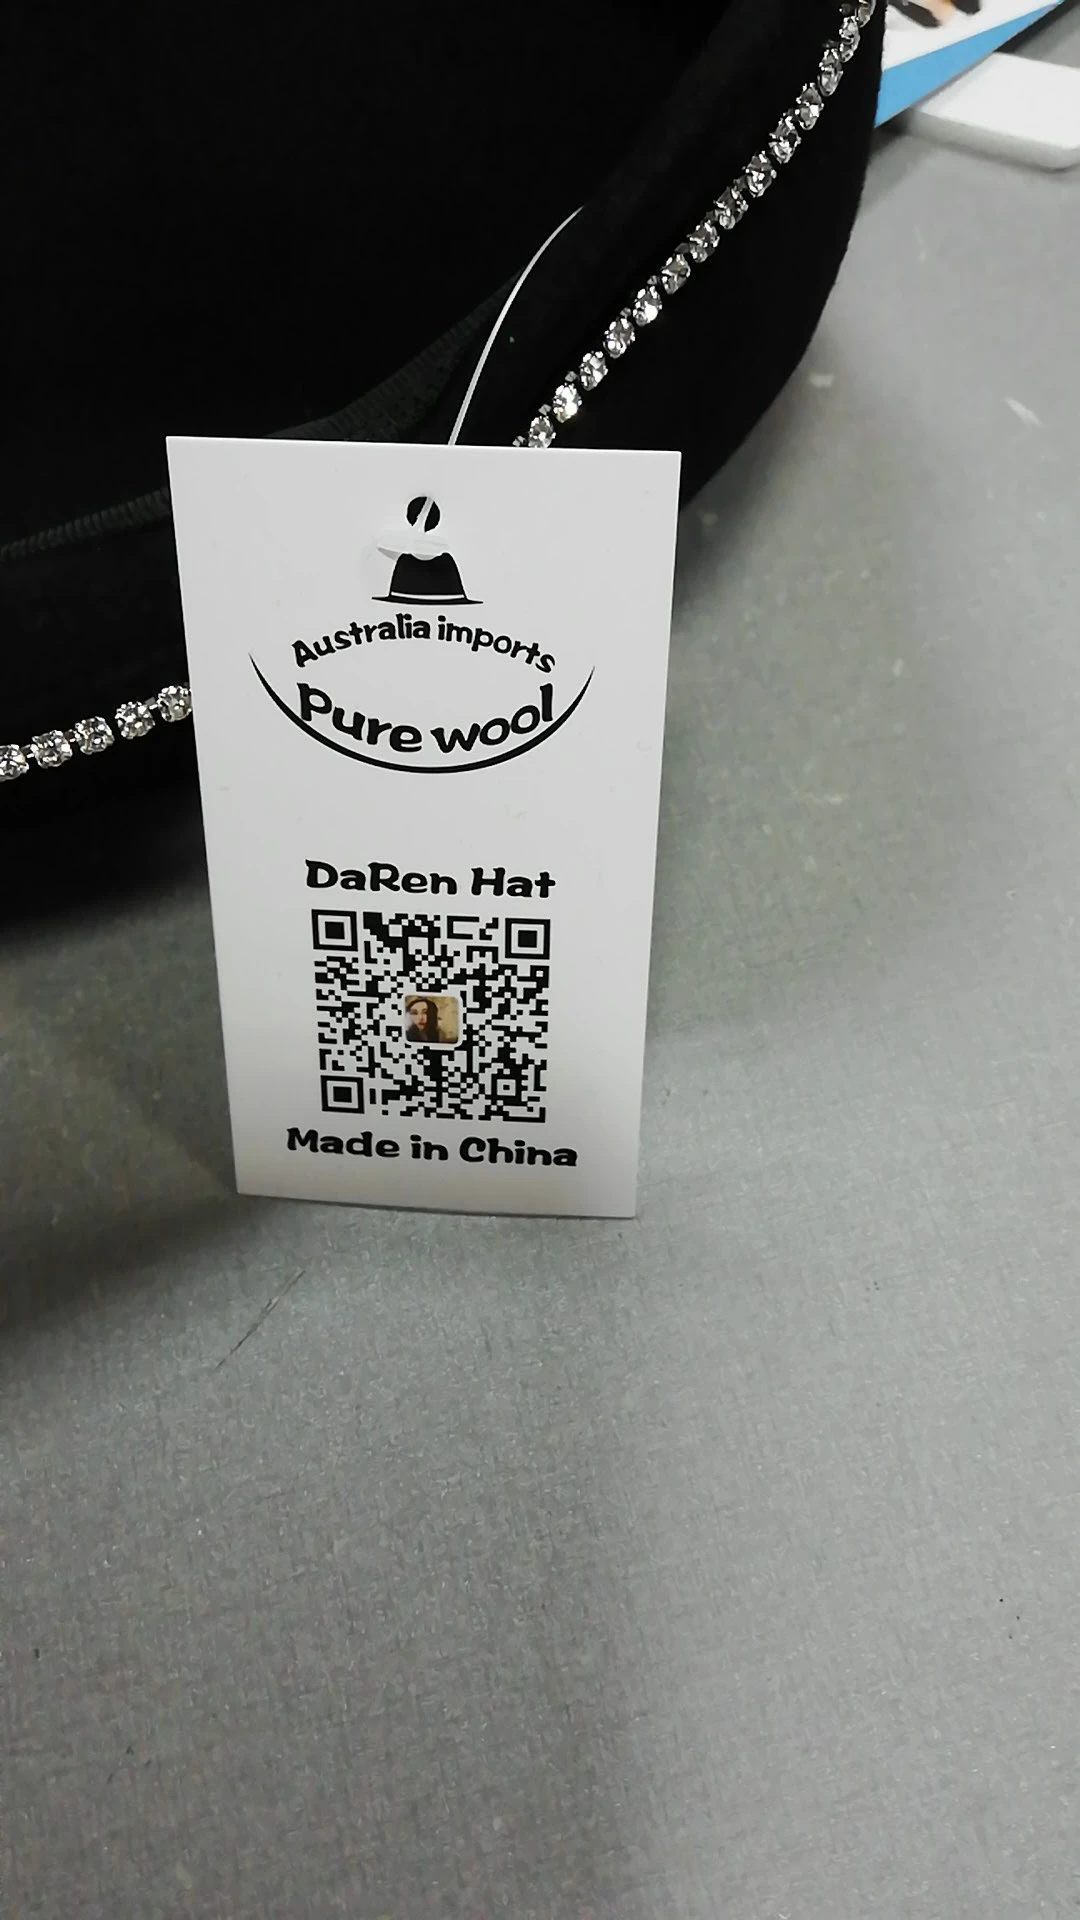 Australia imports
Pure wool
DaRen Hat
Made in China